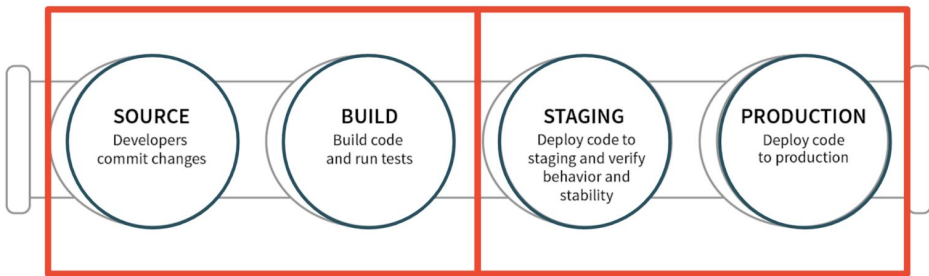 SOURCE
Developers
commit changes
BUILD
Build code
and run tests
STAGING
Deploy code to
staging and verify
behavior and
stability
PRODUCTION
Deploy code
to production